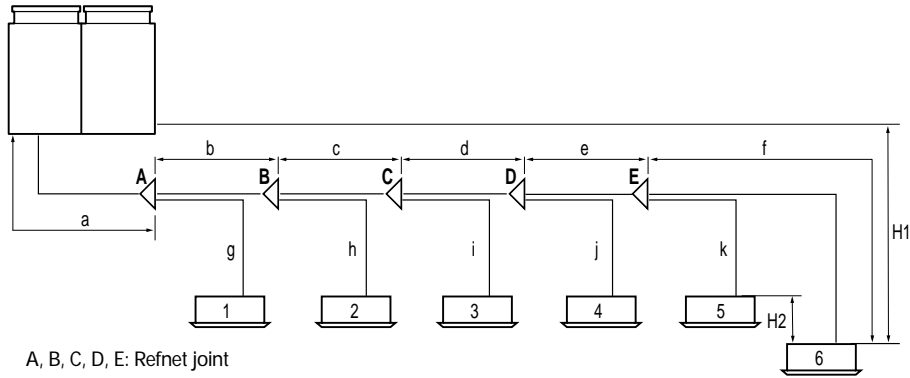 b c d e f
A B C D E
a
g h i j k
H1
1 2 3 4 5
H2
6
A, B, C, D, E: Refnet joint